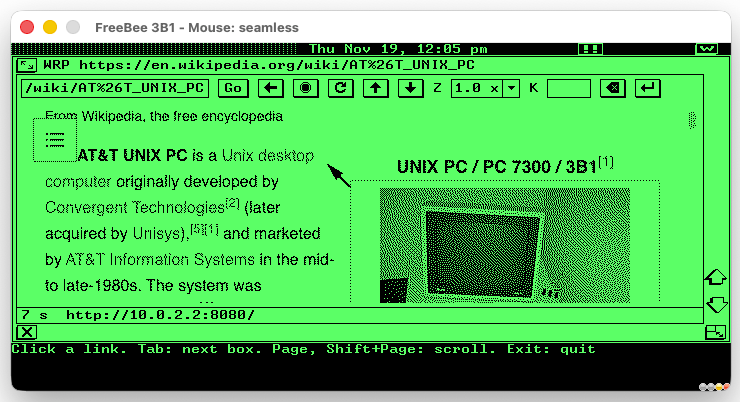 FreeBee 3B1 - Mouse: seamless
Thu Nov 19, 12:05 pm
!!
W
WRP https://en.wikipedia.org/wiki/AT%26T_UNIX_PC
/wiki/AT%26T_UNIX_PC Go Z 1.0 x K
From Wikipedia, the free encyclopedia
AT&T UNIX PC is a Unix desktop
computer originally developed by
Convergent Technologies[2] (later
acquired by Unisys),[5][1] and marketed
by AT&T Information Systems in the mid-
to late-1980s. The system was
UNIX PC / PC 7300 / 3B1[1]
7 s http://10.0.2.2:8080/
Click a link. Tab: next box. Page, Shift+Page: scroll. Exit: quit